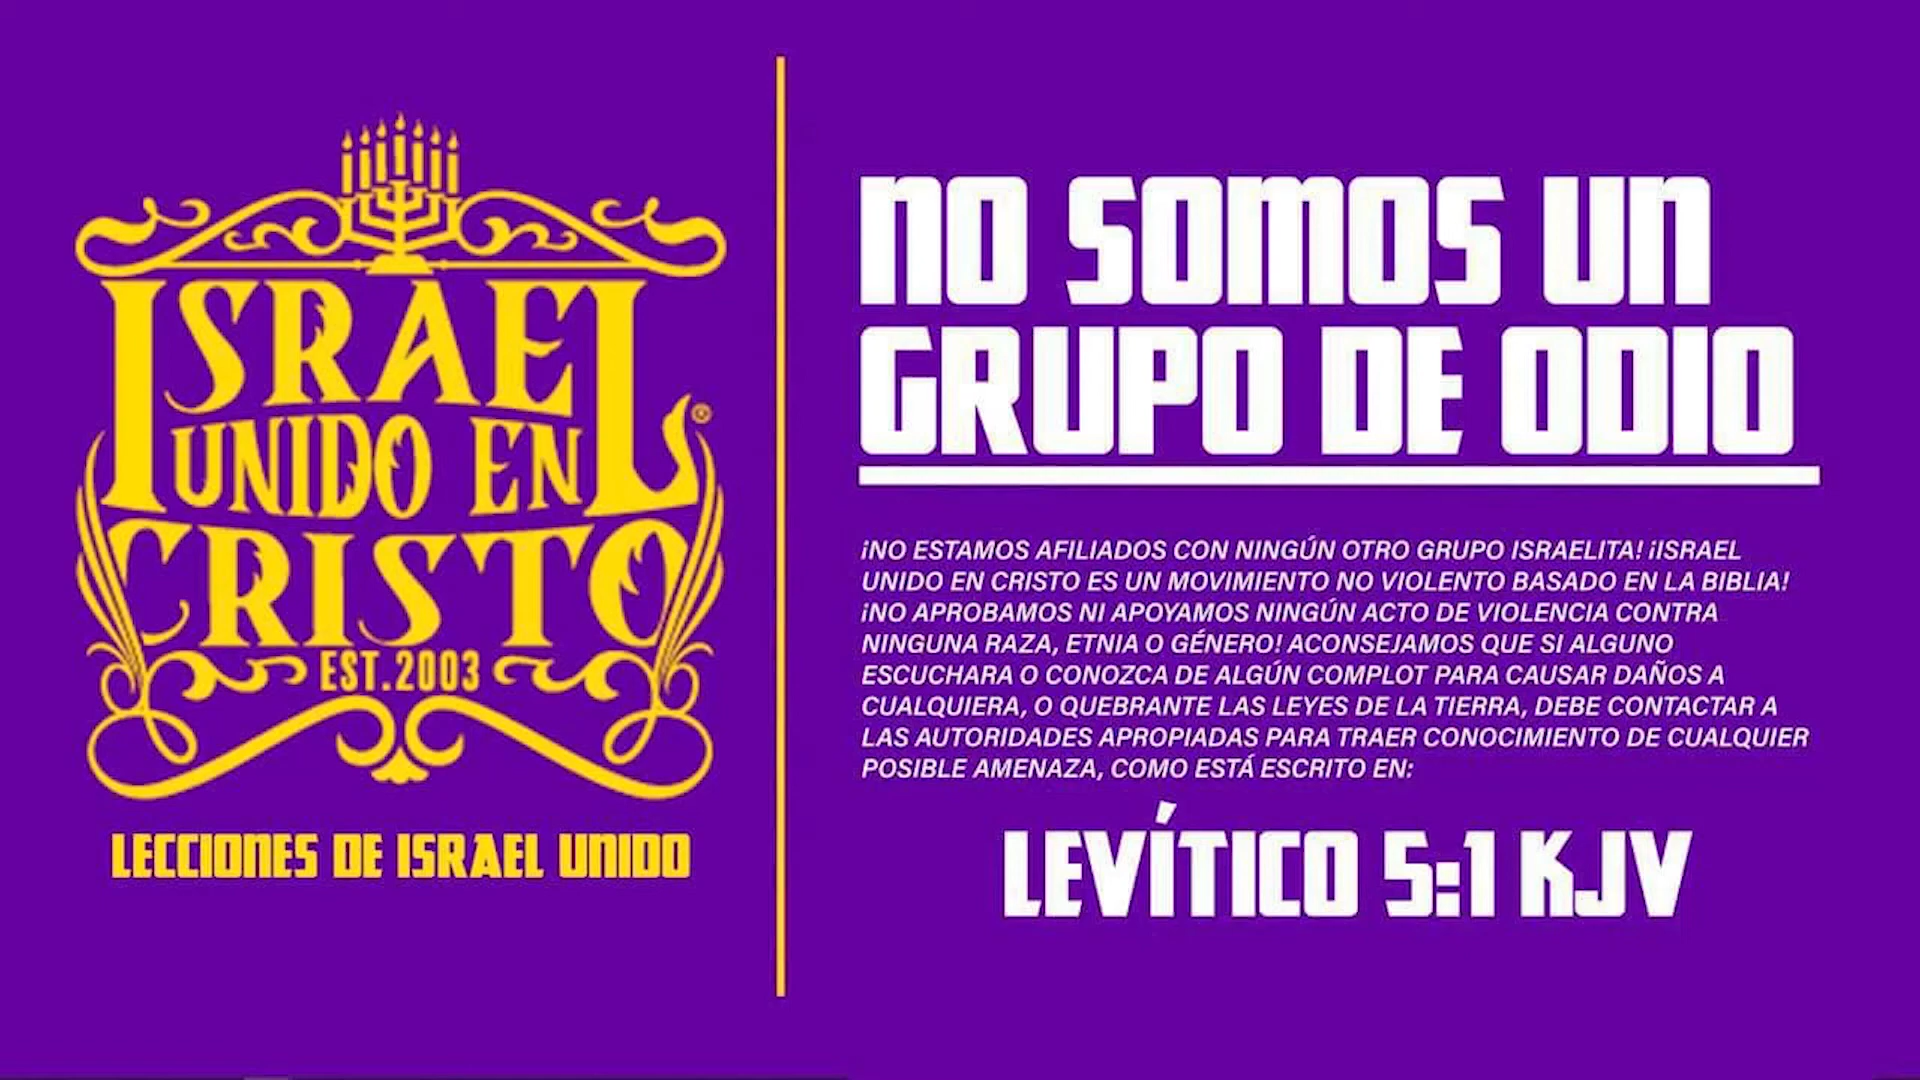 ISRAEL
UNIDO EN
CRISTO
EST.2003
LECCIONES DE ISRAEL UNIDO
NO SOMOS UN
GRUPO DE ODIO
¡NO ESTAMOS AFILIADOS CON NINGÚN OTRO GRUPO ISRAELITA! ¡ISRAEL
UNIDO EN CRISTO ES UN MOVIMIENTO NO VIOLENTO BASADO EN LA BIBLIA!
¡NO APROBAMOS NI APOYAMOS NINGÚN ACTO DE VIOLENCIA CONTRA
NINGUNA RAZA, ETNIA O GÉNERO! ACONSEJAMOS QUE SI ALGUNO
ESCUCHARA O CONOZCA DE ALGÚN COMPLOT PARA CAUSAR DAÑOS A
CUALQUIERA, O QUEBRANTE LAS LEYES DE LA TIERRA, DEBE CONTACTAR A
LAS AUTORIDADES APROPIADAS PARA TRAER CONOCIMIENTO DE CUALQUIER
POSIBLE AMENAZA, COMO ESTÁ ESCRITO EN:
LEVÍTICO 5:1 KJV